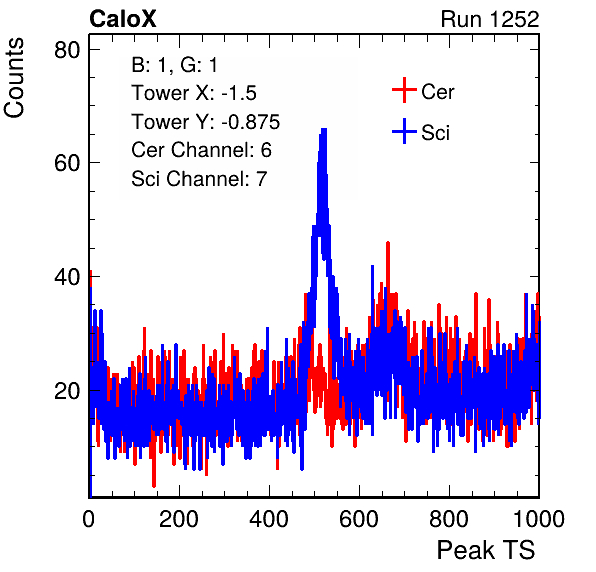 CaloX Run 1252
Counts
80
60
40
20
B: 1, G: 1
Tower X: -1.5
Tower Y: -0.875
Cer Channel: 6
Sci Channel: 7
Cer
Sci
0 200 400 600 800 1000
Peak TS